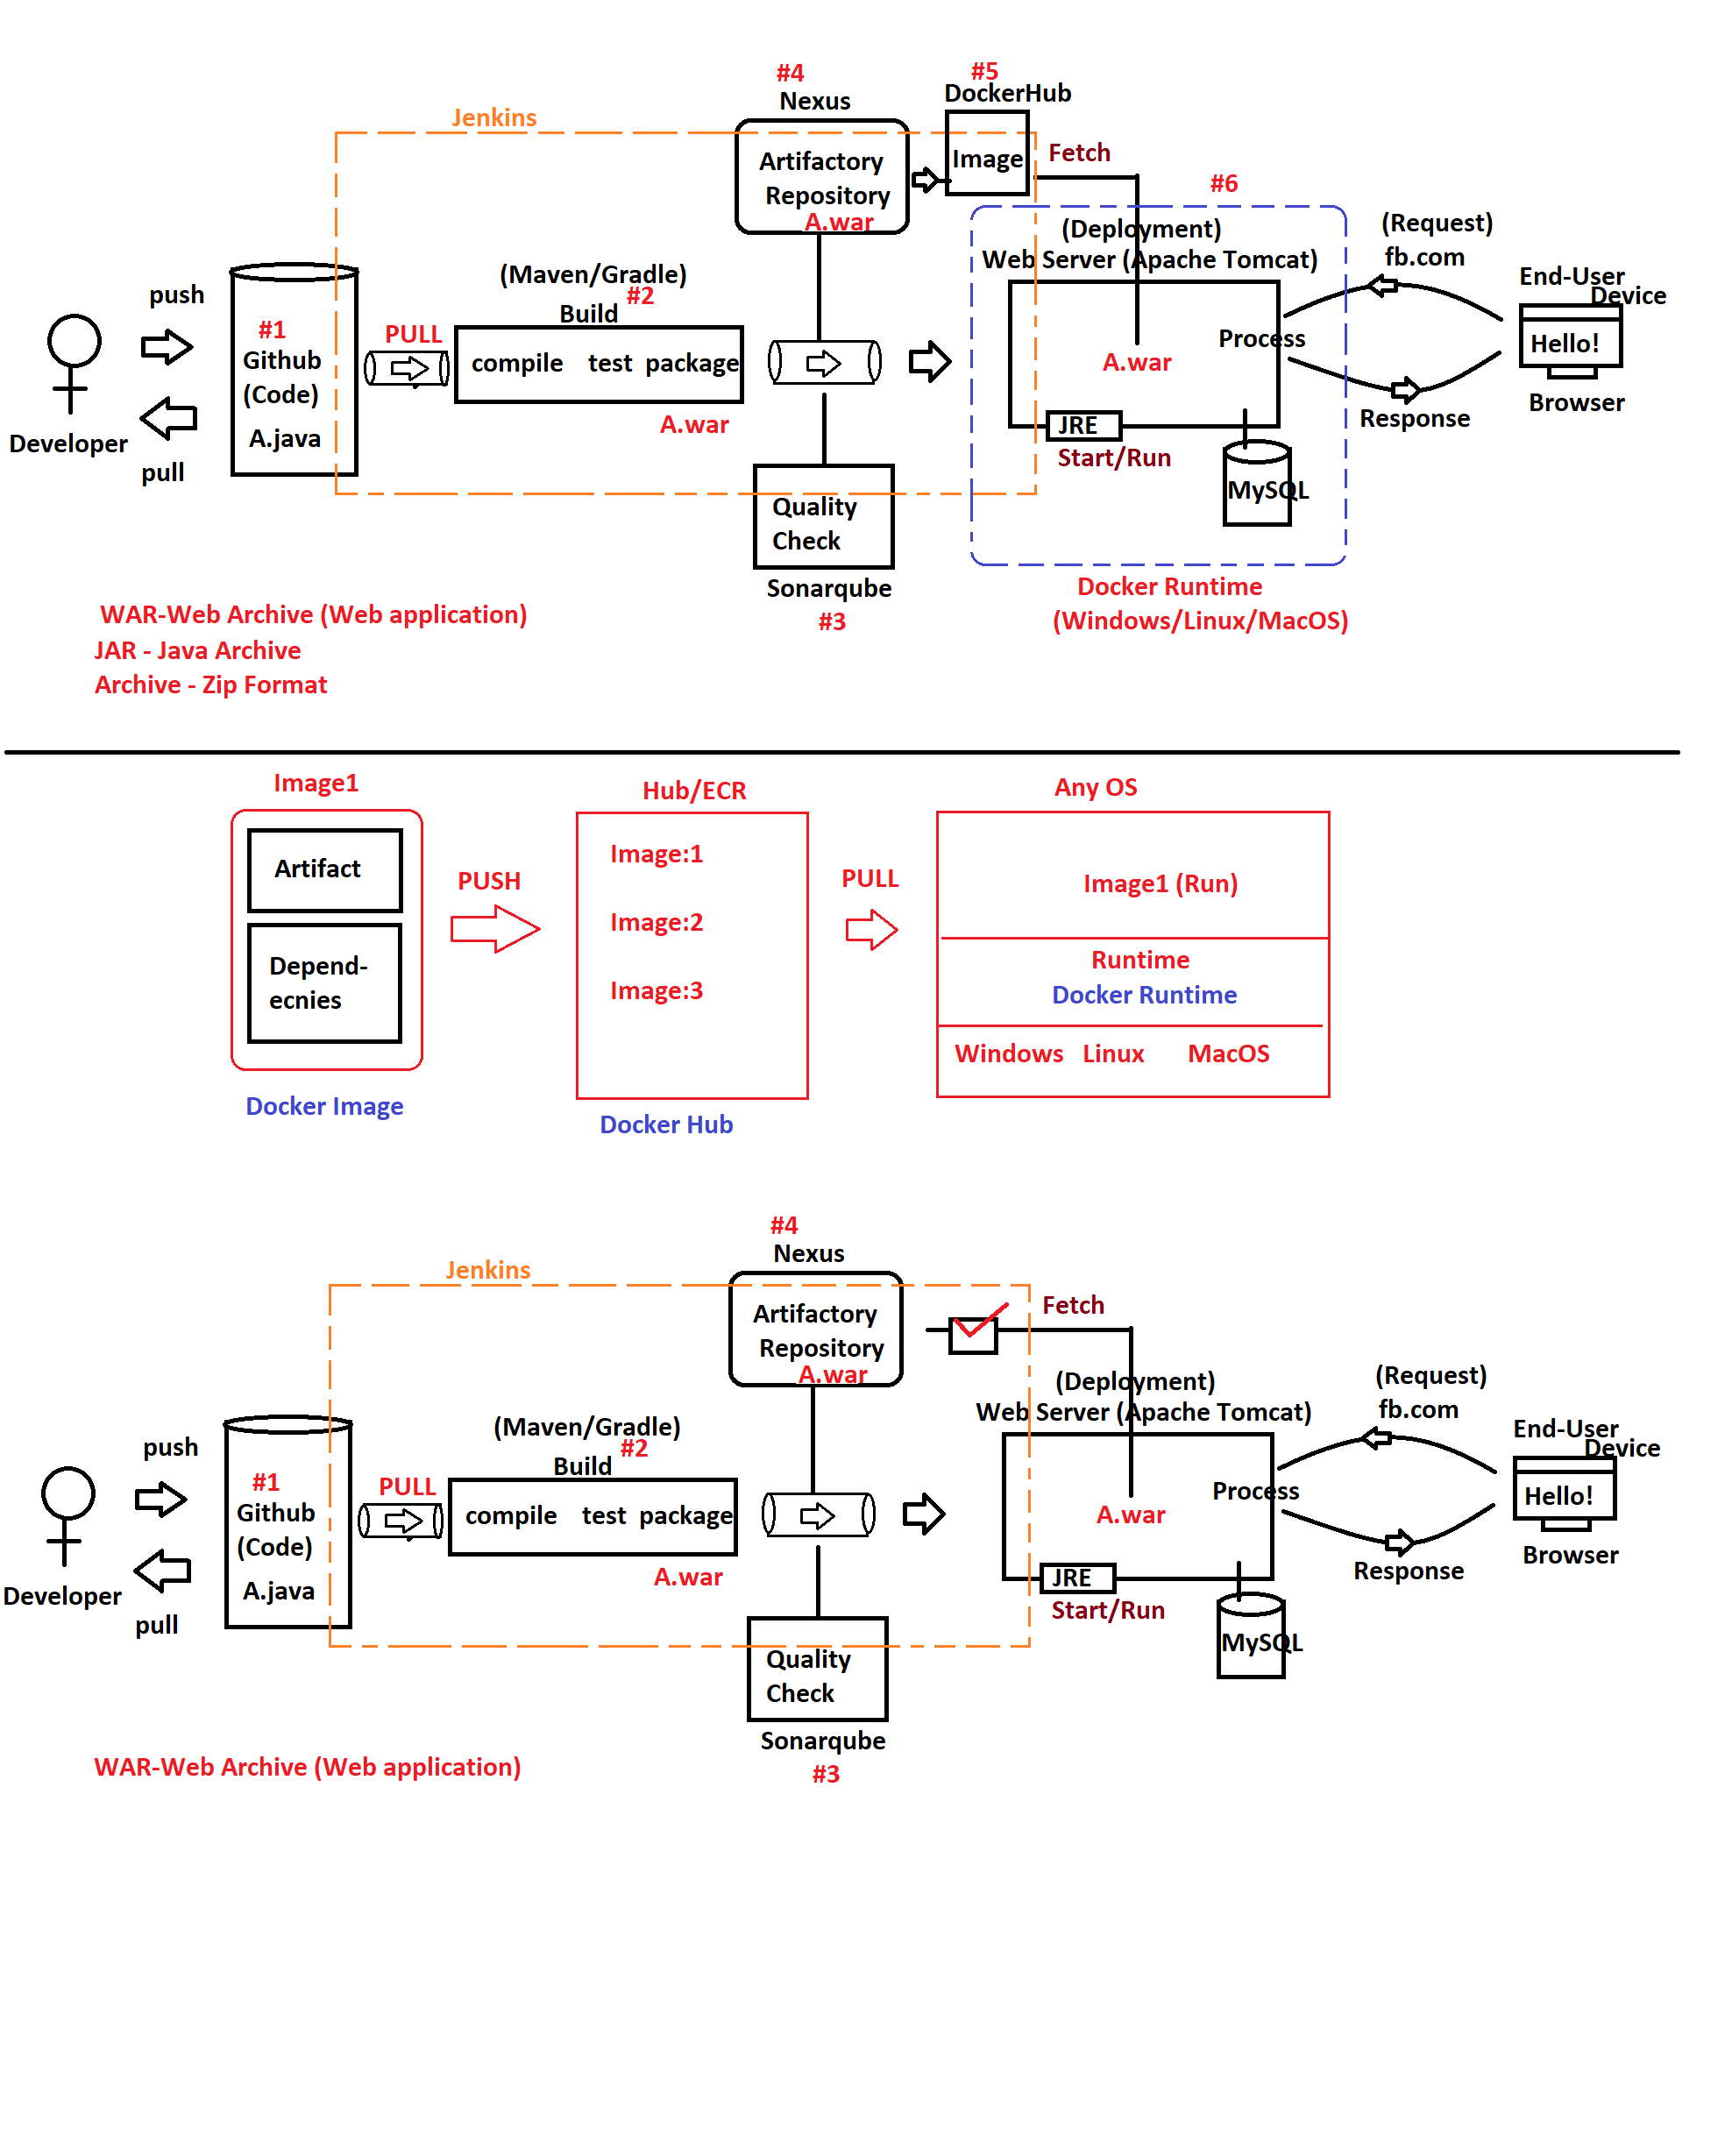 #4
Nexus
#5
DockerHub
Jenkins
Artifactory
Repository
A.war
Image
Fetch
#6
(Deployment)
Web Server (Apache Tomcat)
(Request)
fb.com
End-User
Device
Hello!
Browser
push
#1
Github
(Code)
A.java
Developer
pull
PULL
(Maven/Gradle)
#2
Build
compile test package
A.war
Process
A.war
JRE
Start/Run
Response
MySQL
Quality
Check
Sonarqube
#3
Docker Runtime
(Windows/Linux/MacOS)
WAR-Web Archive (Web application)
JAR - Java Archive
Archive - Zip Format
Image1
Artifact
Depend-
ecnies
Docker Image
PUSH
Hub/ECR
Image:1
Image:2
Image:3
Docker Hub
PULL
Any OS
Image1 (Run)
Runtime
Docker Runtime
Windows Linux MacOS
#4
Nexus
Jenkins
Artifactory
Repository
A.war
Fetch
(Deployment)
Web Server (Apache Tomcat)
(Request)
fb.com
End-User
Device
Hello!
Browser
push
#1
Github
(Code)
A.java
Developer
pull
PULL
(Maven/Gradle)
#2
Build
compile test package
A.war
Process
A.war
JRE
Start/Run
Response
MySQL
Quality
Check
Sonarqube
#3
WAR-Web Archive (Web application)